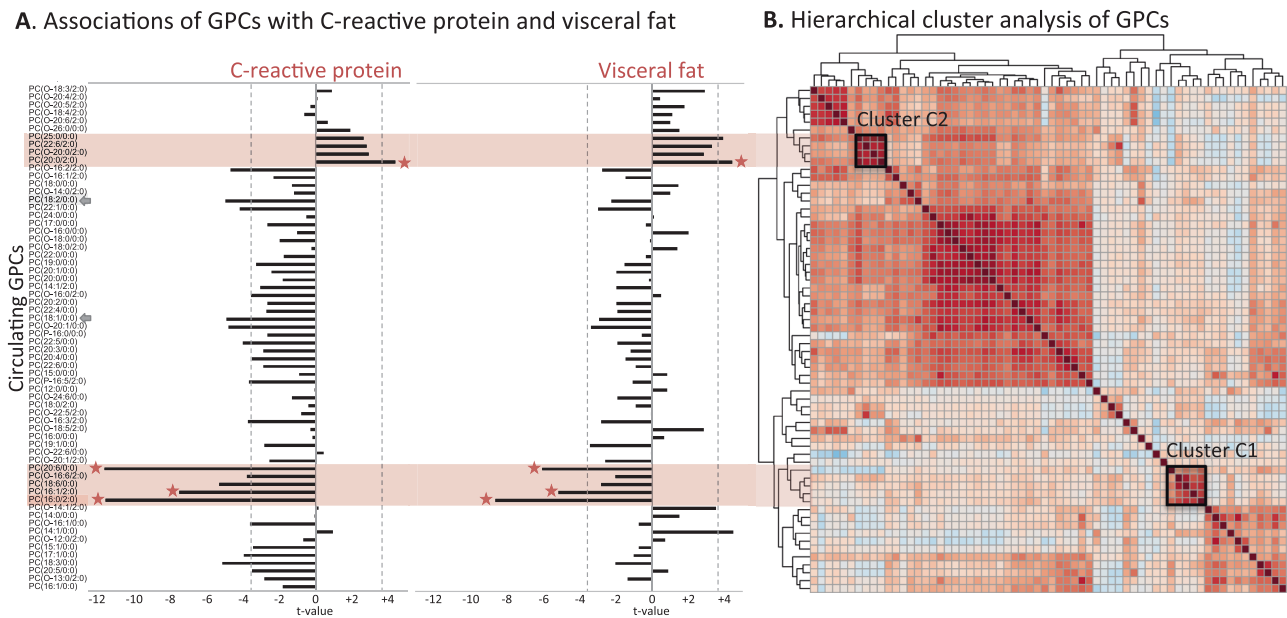 A. Associations of GPCs with C-reactive protein and visceral fat
B. Hierarchical cluster analysis of GPCs
C-reactive protein
Visceral fat
Circulating GPCs
PC(O-18:3/2:0)
PC(O-20:4/2:0)
PC(O-20:5/2:0)
PC(O-18:4/2:0)
PC(O-20:6/2:0)
PC(O-26:0/0:0)
PC(25:0/0:0)
PC(22:6/2:0)
PC(O-20:0/2:0)
PC(20:0/2:0)
PC(O-16:2/2:0)
PC(O-16:1/2:0)
PC(18:0/0:0)
PC(O-14:0/2:0)
PC(18:2/0:0)
PC(22:1/0:0)
PC(24:0/0:0)
PC(17:0/0:0)
PC(O-16:0/0:0)
PC(O-18:0/0:0)
PC(O-18:0/2:0)
PC(22:0/0:0)
PC(19:0/0:0)
PC(20:1/0:0)
PC(20:0/0:0)
PC(14:1/2:0)
PC(O-16:0/2:0)
PC(20:2/0:0)
PC(22:4/0:0)
PC(18:1/0:0)
PC(O-20:1/0:0)
PC(P-16:0/0:0)
PC(22:5/0:0)
PC(20:3/0:0)
PC(20:4/0:0)
PC(22:6/0:0)
PC(15:0/0:0)
PC(P-16:5/2:0)
PC(12:0/0:0)
PC(O-24:6/0:0)
PC(18:0/2:0)
PC(O-22:5/2:0)
PC(O-16:3/2:0)
PC(O-18:5/2:0)
PC(16:0/0:0)
PC(19:1/0:0)
PC(O-22:6/0:0)
PC(O-20:1/2:0)
PC(20:6/0:0)
PC(O-16:6/2:0)
PC(18:6/0:0)
PC(16:1/2:0)
PC(16:0/2:0)
PC(O-14:1/2:0)
PC(14:0/0:0)
PC(O-16:1/0:0)
PC(14:1/0:0)
PC(O-12:0/2:0)
PC(15:1/0:0)
PC(17:1/0:0)
PC(18:3/0:0)
PC(20:5/0:0)
PC(O-13:0/2:0)
PC(16:1/0:0)
-12 -10 -8 -6 -4 -2 0 +2 +4
t-value
-12 -10 -8 -6 -4 -2 0 +2 +4
t-value
Cluster C2
Cluster C1